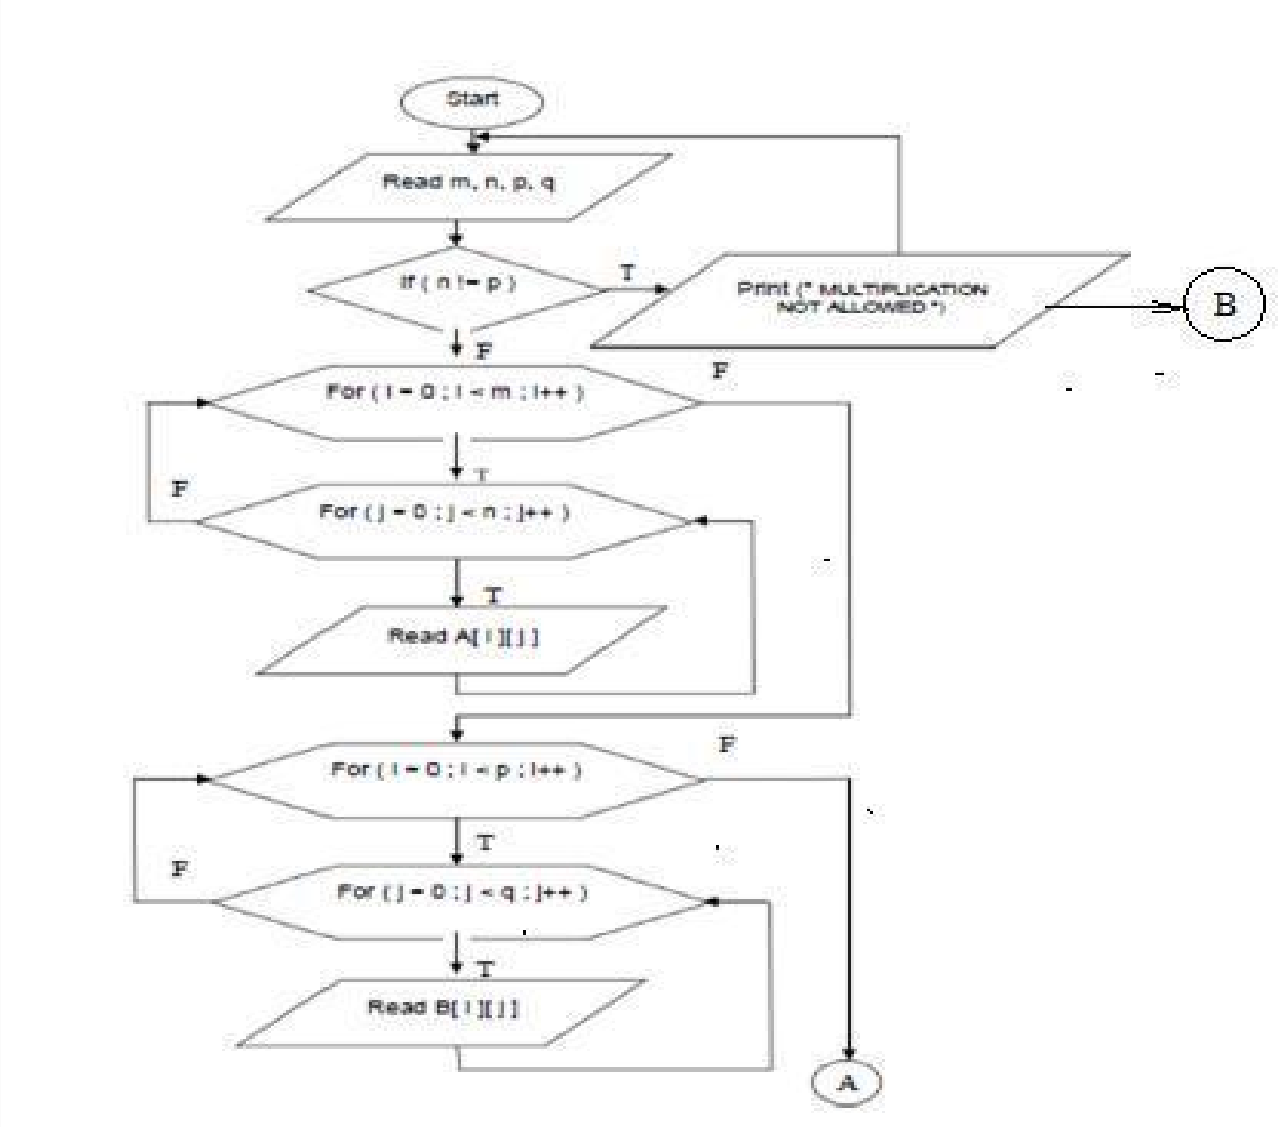 Start
Read m, n, p, q
If ( n != p )
T
Print (" MULTIPLICATION
NOT ALLOWED ")
B
F
F
For ( i = 0 ; i < m ; i++ )
T
F
For ( j = 0 ; j < n ; j++ )
T
Read A[ i ][ j ]
F
For ( i = 0 ; i < p ; i++ )
T
F
For ( j = 0 ; j < q ; j++ )
T
Read B[ i ][ j ]
A